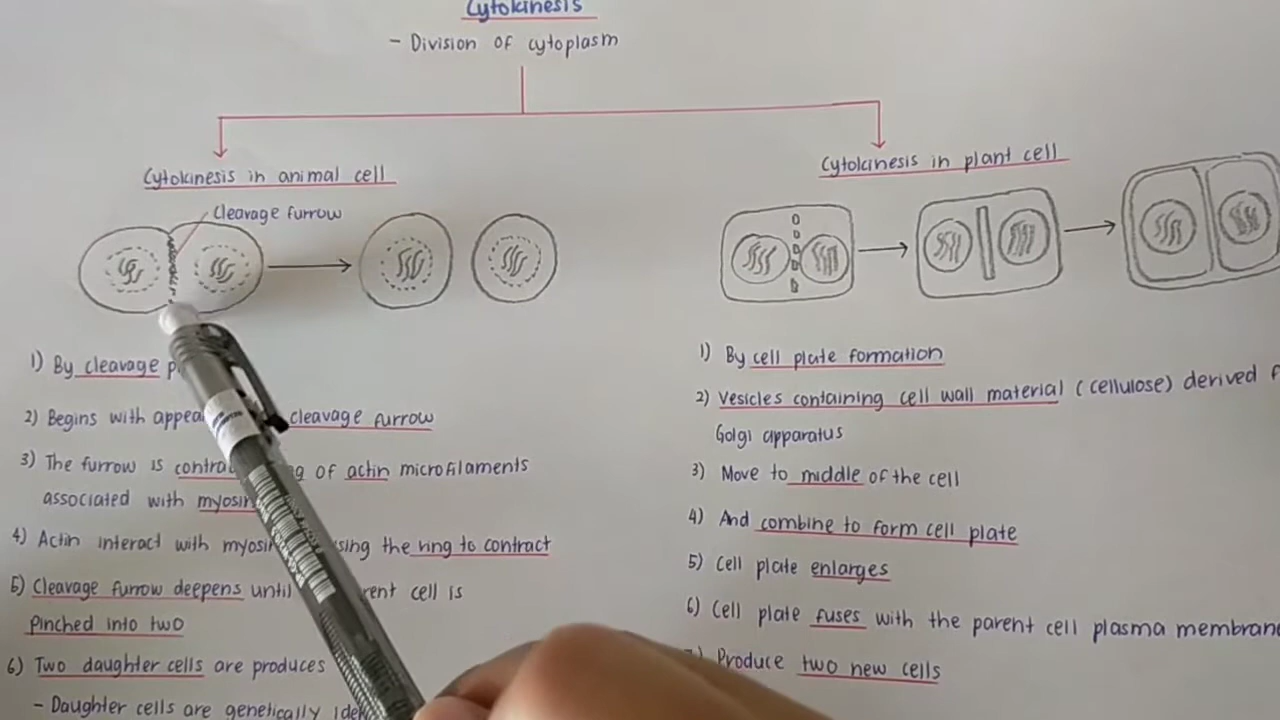 Cytokinesis
- Division of cytoplasm
Cytokinesis in animal cell
Cleavage furrow
1) By cleavage
2) Begins with cleavage furrow
3) The furrow is of actin microfilaments
associated with
4) Actin interact with the ring to contract
5) Cleavage furrow deepens until cell is
pinched into two
6) Two daughter cells are produces
- Daughter cells are genetically
Cytokinesis in plant cell
1) By cell plate formation
2) Vesicles containing cell wall material (cellulose) derived
Golgi apparatus
3) Move to middle of the cell
4) And combine to form cell plate
5) Cell plate enlarges
6) Cell plate fuses with the parent cell plasma membrane
Produce two new cells